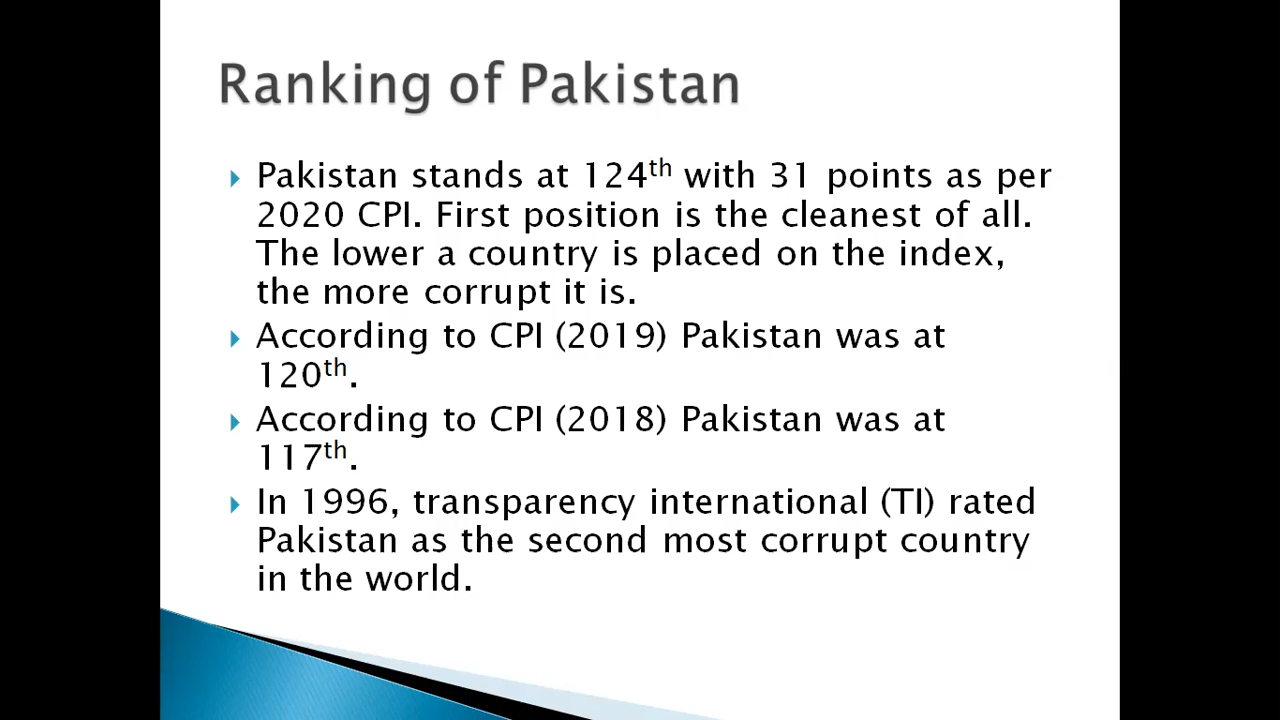 Ranking of Pakistan
Pakistan stands at 124th with 31 points as per
2020 CPI. First position is the cleanest of all.
The lower a country is placed on the index,
the more corrupt it is.
According to CPI (2019) Pakistan was at
120th.
According to CPI (2018) Pakistan was at
117th.
In 1996, transparency international (TI) rated
Pakistan as the second most corrupt country
in the world.